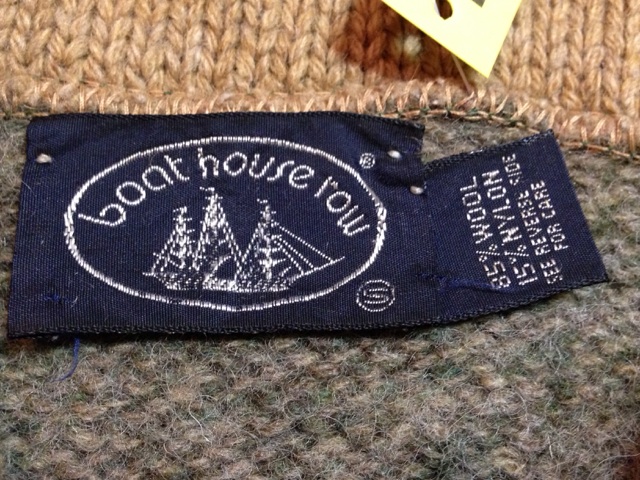 boat house row ®
S
85% WOOL
15% NYLON
SEE REVERSE SIDE
FOR CARE